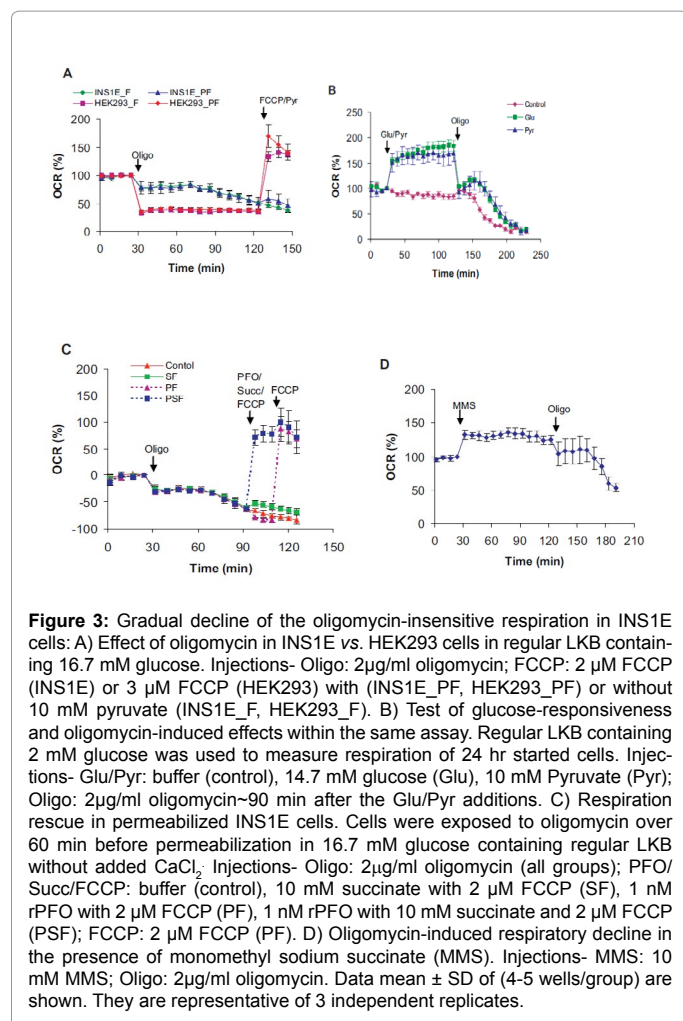 A
INS1E_F
INS1E_PF
HEK293_F
HEK293_PF
FCCP/Pyr
Oligo
OCR (%)
200
150
100
50
0
0 30 60 90 120 150
Time (min)
B
Control
Glu
Pyr
Glu/Pyr
Oligo
OCR (%)
250
200
150
100
50
0
0 50 100 150 200 250
Time (min)
C
Contol
SF
PF
PSF
PFO/
Succ/
FCCP
FCCP
Oligo
OCR (%)
200
150
100
50
0
-50
-100
0 30 60 90 120 150
Time (min)
D
MMS
Oligo
OCR (%)
200
150
100
50
0
0 30 60 90 120 150 180 210
Time (min)
Figure 3: Gradual decline of the oligomycin-insensitive respiration in INS1E
cells: A) Effect of oligomycin in INS1E vs. HEK293 cells in regular LKB contain-
ing 16.7 mM glucose. Injections- Oligo: 2µg/ml oligomycin; FCCP: 2 µM FCCP
(INS1E) or 3 µM FCCP (HEK293) with (INS1E_PF, HEK293_PF) or without
10 mM pyruvate (INS1E_F, HEK293_F). B) Test of glucose-responsiveness
and oligomycin-induced effects within the same assay. Regular LKB containing
2 mM glucose was used to measure respiration of 24 hr started cells. Injec-
tions- Glu/Pyr: buffer (control), 14.7 mM glucose (Glu), 10 mM Pyruvate (Pyr);
Oligo: 2µg/ml oligomycin~90 min after the Glu/Pyr additions. C) Respiration
rescue in permeabilized INS1E cells. Cells were exposed to oligomycin over
60 min before permeabilization in 16.7 mM glucose containing regular LKB
without added CaCl2. Injections- Oligo: 2µg/ml oligomycin (all groups); PFO/
Succ/FCCP: buffer (control), 10 mM succinate with 2 µM FCCP (SF), 1 nM
rPFO with 2 µM FCCP (PF), 1 nM rPFO with 10 mM succinate and 2 µM FCCP
(PSF); FCCP: 2 µM FCCP (PF). D) Oligomycin-induced respiratory decline in
the presence of monomethyl sodium succinate (MMS). Injections- MMS: 10
mM MMS; Oligo: 2µg/ml oligomycin. Data mean ± SD of (4-5 wells/group) are
shown. They are representative of 3 independent replicates.